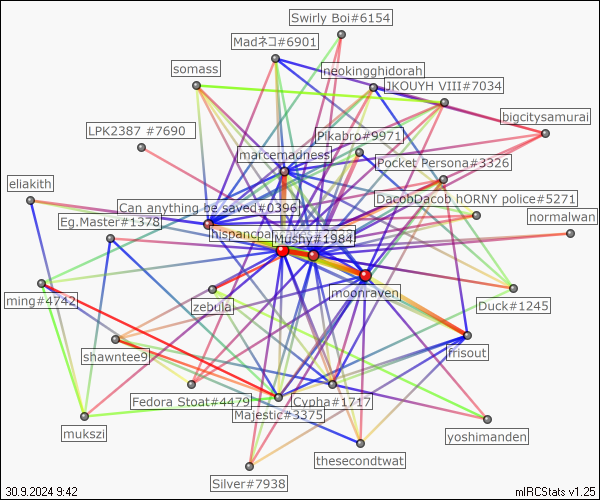 Swirly Boi#6154
Madネコ#6901
neokingghidorah
somass
JKOUYH VIII#7034
bigcitysamurai
LPK2387 #7690
Pikabro#9971
marcemadness
Pocket Persona#3326
eliakith
DacobDacob hORNY police#5271
Can anything be saved#0396
Eg.Master#1378
normalwan
hispancpa
Mushy#1984
moonraven
ming#4742
zebula
Duck#1245
shawntee9
frisout
Fedora Stoat#4479
Cypha#1717
Majestic#3375
mukszi
yoshimanden
thesecondtwat
Silver#7938
30.9.2024 9:42
mIRCStats v1.25